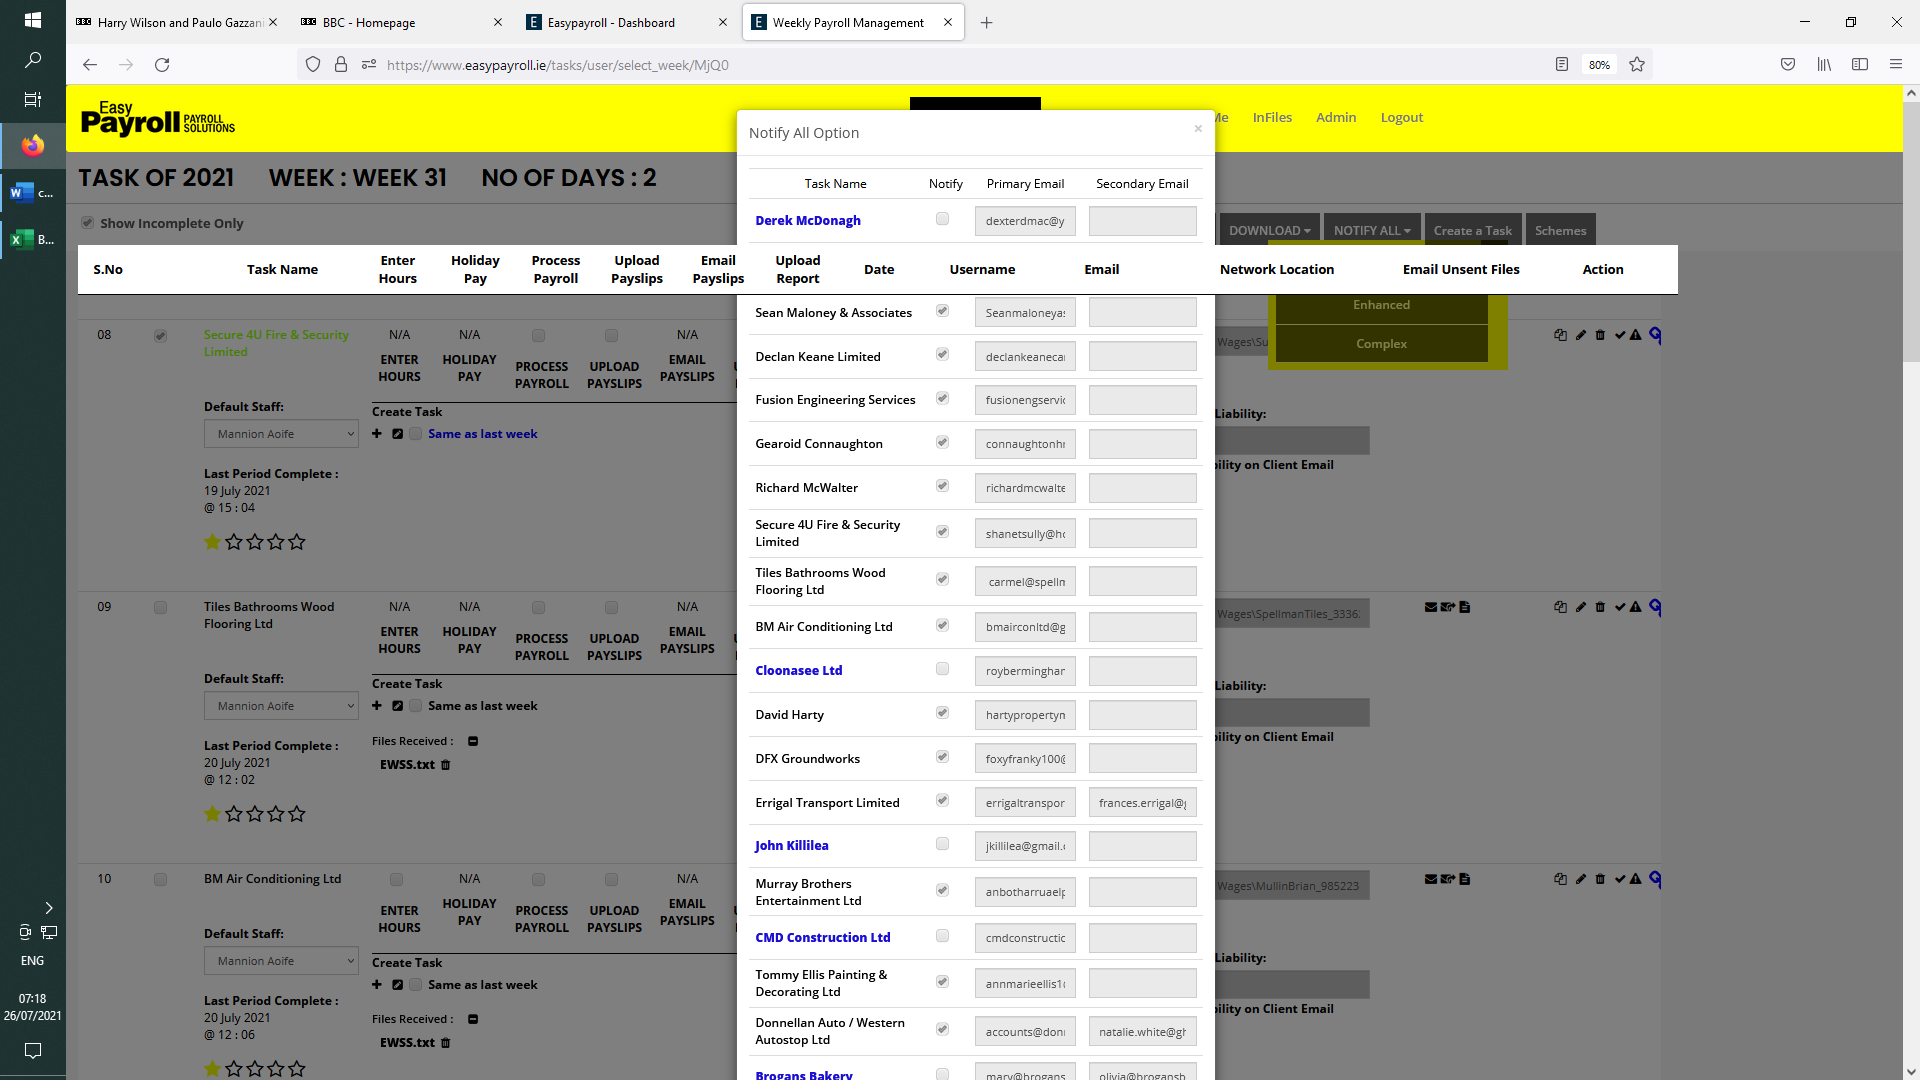 Harry Wilson and Paulo Gazzani
BBC - Homepage
Easypayroll - Dashboard
Weekly Payroll Management
https://www.easypayroll.ie/tasks/user/select_week/MjQ0
80%
Easy
Payroll PAYROLL SOLUTIONS
Me
InFiles
Admin
Logout
TASK OF 2021
WEEK : WEEK 31
NO OF DAYS : 2
Show Incomplete Only
DOWNLOAD
NOTIFY ALL
Create a Task
Schemes
Enhanced
Complex
S.No
Task Name
Enter Hours
Holiday Pay
Process Payroll
Upload Payslips
Email Payslips
Upload Report
Date
Username
Email
Network Location
Email Unsent Files
Action
Notify All Option
Task Name
Notify
Primary Email
Secondary Email
Derek McDonagh
dexterdmac@y
Sean Maloney & Associates
Seanmaloneya
Declan Keane Limited
declankeaneca
Fusion Engineering Services
fusionengservi
Gearoid Connaughton
connaughtonh
Richard McWalter
richardmcwalte
Secure 4U Fire & Security
Limited
shanetsully@h
Tiles Bathrooms Wood
Flooring Ltd
carmel@spell
BM Air Conditioning Ltd
bmairconltd@g
Cloonasee Ltd
royberminghar
David Harty
hartyproperty
DFX Groundworks
foxyfranky100@
Errigal Transport Limited
errigaltranspor
frances.errigal@g
John Killilea
jkillilea@gmail.
Murray Brothers
Entertainment Ltd
anbotharruaelp
CMD Construction Ltd
cmdconstructic
Tommy Ellis Painting &
Decorating Ltd
annmarieellis1
Donnellan Auto / Western
Autostop Ltd
accounts@don
natalie.white@gh
Brogans Bakery
mary@brogans
olivia@brogansb
08
Secure 4U Fire & Security
Limited
N/A
N/A
N/A
ENTER
HOURS
HOLIDAY
PAY
PROCESS
PAYROLL
UPLOAD
PAYSLIPS
EMAIL
PAYSLIPS
Default Staff:
Mannion Aoife
Create Task
Same as last week
Last Period Complete :
19 July 2021
@ 15 : 04
Wages\Su
Liability:
bility on Client Email
09
Tiles Bathrooms Wood
Flooring Ltd
N/A
N/A
N/A
ENTER
HOURS
HOLIDAY
PAY
PROCESS
PAYROLL
UPLOAD
PAYSLIPS
EMAIL
PAYSLIPS
Default Staff:
Mannion Aoife
Create Task
Same as last week
Last Period Complete :
20 July 2021
@ 12 : 02
Files Received :
EWSS.txt
Wages\SpellmanTiles_3336
Liability:
bility on Client Email
10
BM Air Conditioning Ltd
N/A
N/A
ENTER
HOURS
HOLIDAY
PAY
PROCESS
PAYROLL
UPLOAD
PAYSLIPS
EMAIL
PAYSLIPS
Default Staff:
Mannion Aoife
Create Task
Same as last week
Last Period Complete :
20 July 2021
@ 12 : 06
Files Received :
EWSS.txt
Wages\MullinBrian_985223
Liability:
bility on Client Email
c...
B...
ENG
07:18
26/07/2021